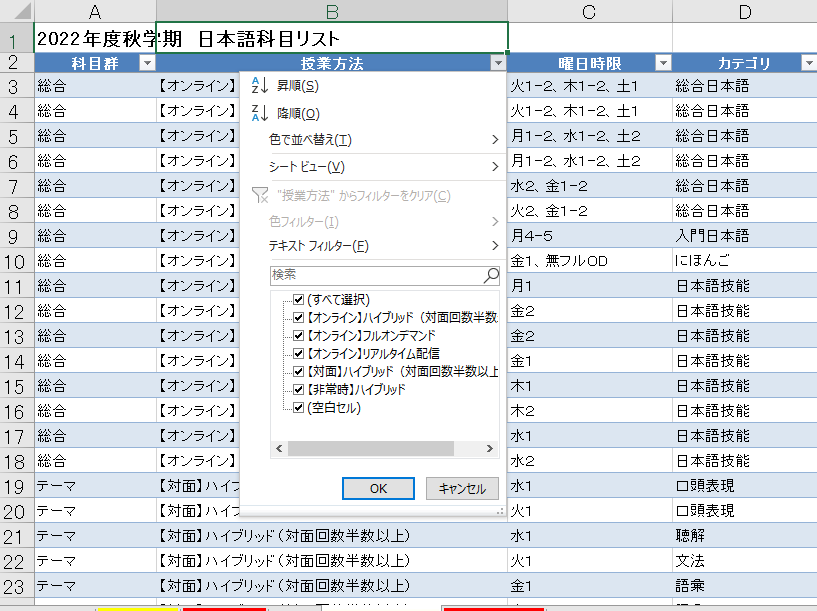 A B C D
1 2022年度秋学期 日本語科目リスト
2 科目群 授業方法 曜日時限 カテゴリ
3 総合 【オンライン】 火1-2、木1-2、土1 総合日本語
4 総合 【オンライン】 火1-2、木1-2、土1 総合日本語
5 総合 【オンライン】 月1-2、水1-2、土2 総合日本語
6 総合 【オンライン】 月1-2、水1-2、土2 総合日本語
7 総合 【オンライン】 水2、金1-2 総合日本語
8 総合 【オンライン】 火2、金1-2 総合日本語
9 総合 【オンライン】 月4-5 入門日本語
10 総合 【オンライン】 金1、無フルOD にほんご
11 総合 【オンライン】 月1 日本語技能
12 総合 【オンライン】 金2 日本語技能
13 総合 【オンライン】 金2 日本語技能
14 総合 【オンライン】 金1 日本語技能
15 総合 【オンライン】 木1 日本語技能
16 総合 【オンライン】 木2 日本語技能
17 総合 【オンライン】 水1 日本語技能
18 総合 【オンライン】 水2 日本語技能
19 テーマ 【対面】ハイブ 水1 口頭表現
20 テーマ 【対面】ハイブ 火1 口頭表現
21 テーマ 【対面】ハイブリッド（対面回数半数以上） 水1 聴解
22 テーマ 【対面】ハイブリッド（対面回数半数以上） 火1 文法
23 テーマ 【対面】ハイブリッド（対面回数半数以上） 金1 語彙
昇順(S)
降順(O)
色で並べ替え(T)
シート ビュー(V)
"授業方法" からフィルターをクリア(C)
色フィルター(I)
テキスト フィルター(F)
検索
(すべて選択)
【オンライン】ハイブリッド（対面回数半数
【オンライン】フルオンデマンド
【オンライン】リアルタイム配信
【対面】ハイブリッド（対面回数半数以上
【非常時】ハイブリッド
(空白セル)
OK キャンセル